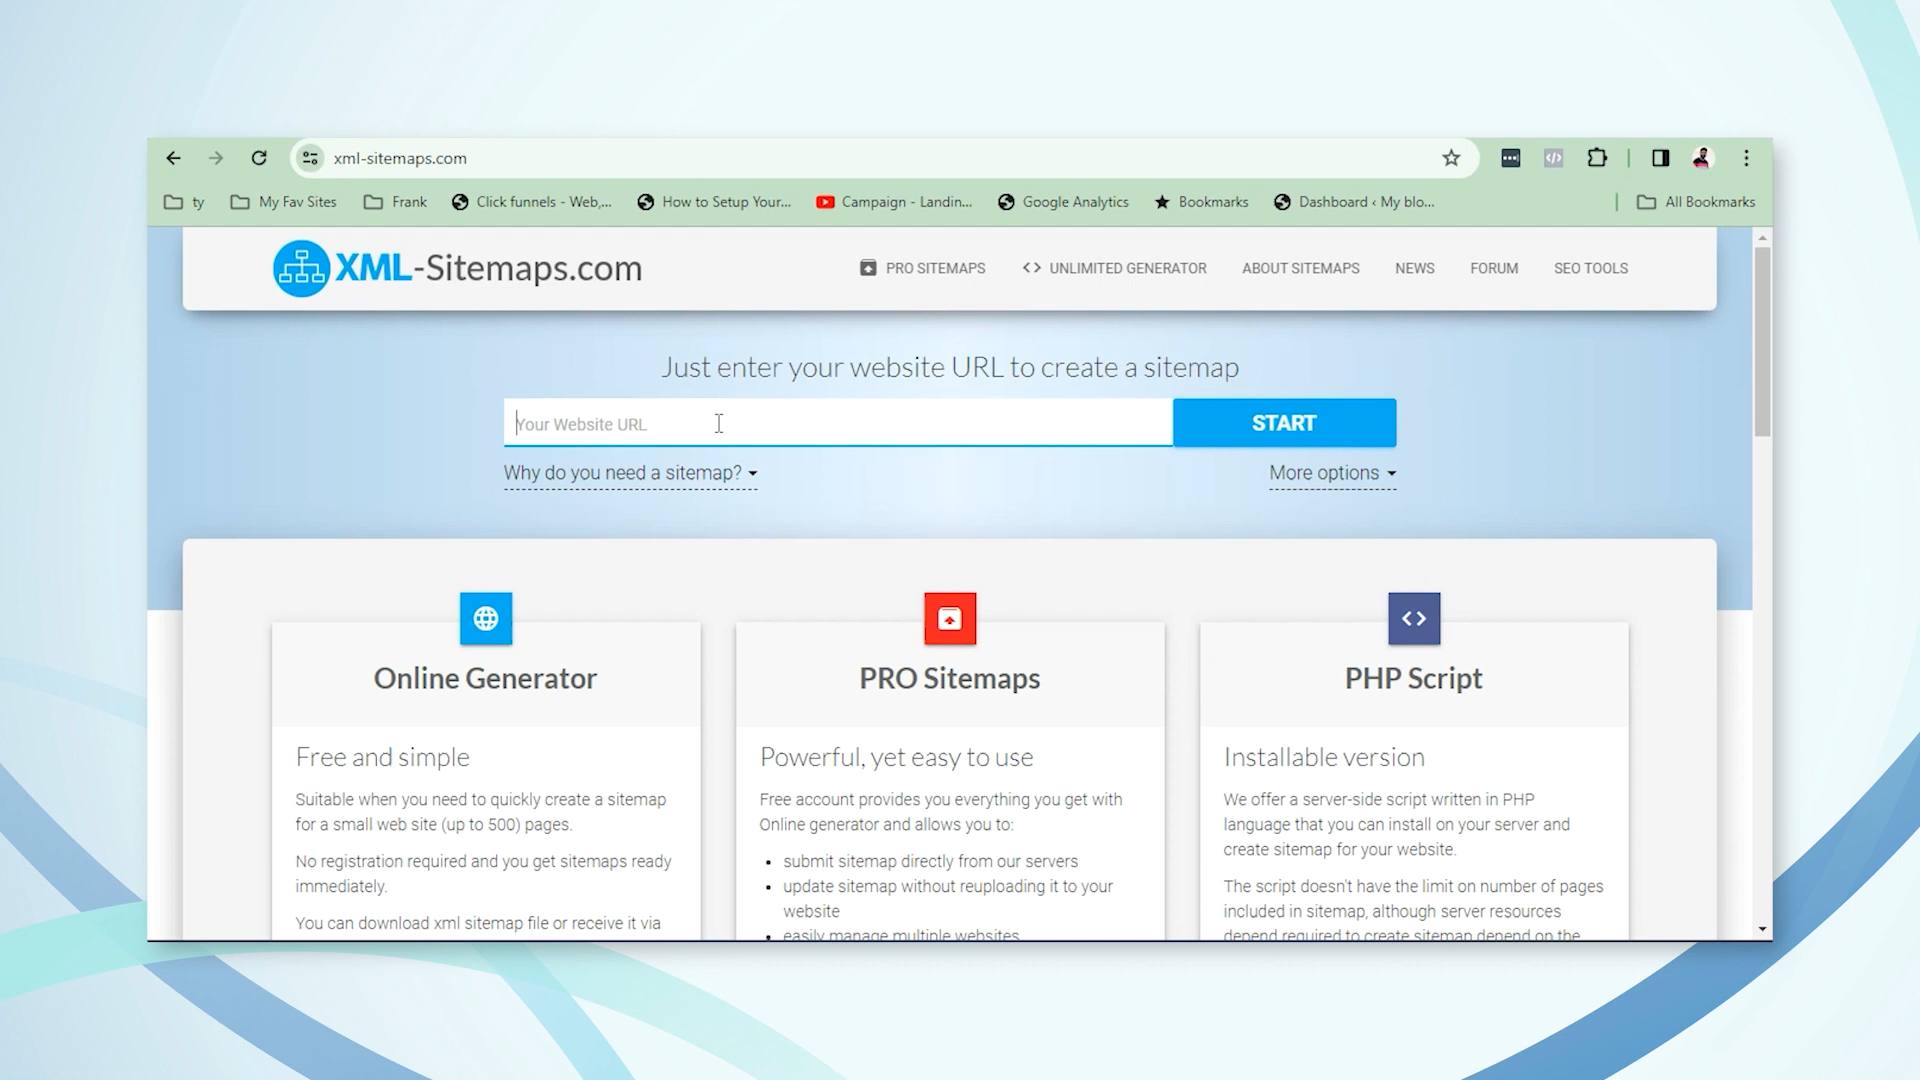 xml-sitemaps.com
ty
My Fav Sites
Frank
Click funnels - Web,...
How to Setup Your...
Campaign - Landin...
Google Analytics
Bookmarks
Dashboard ‹ My blo...
All Bookmarks
XML-Sitemaps.com
PRO SITEMAPS
UNLIMITED GENERATOR
ABOUT SITEMAPS
NEWS
FORUM
SEO TOOLS
Just enter your website URL to create a sitemap
Your Website URL
START
Why do you need a sitemap?
More options
Online Generator
Free and simple
Suitable when you need to quickly create a sitemap
for a small web site (up to 500) pages.
No registration required and you get sitemaps ready
immediately.
You can download xml sitemap file or receive it via
PRO Sitemaps
Powerful, yet easy to use
Free account provides you everything you get with
Online generator and allows you to:
• submit sitemap directly from our servers
• update sitemap without reuploading it to your
website
• easily manage multiple websites
PHP Script
Installable version
We offer a server-side script written in PHP
language that you can install on your server and
create sitemap for your website.
The script doesn't have the limit on number of pages
included in sitemap, although server resources
depend required to create sitemap depend on the